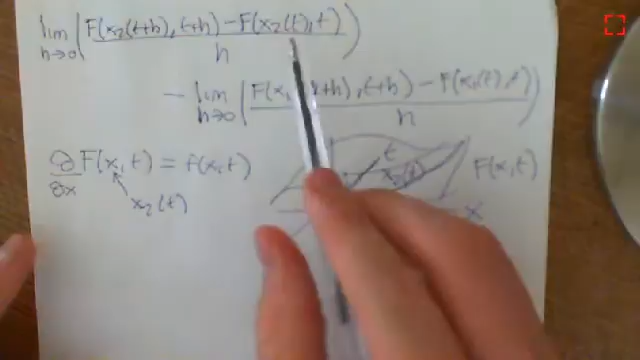 lim h→0 ( F(x₂(t+h), t+h) − F(x₂(t), t) / h )
− lim h→0 ( F(x₁(t+h), t+h) − F(x₁(t), t) / h )
∂/∂x F(x, t) = f(x, t)
t
F(x, t)
x₂(t)
x